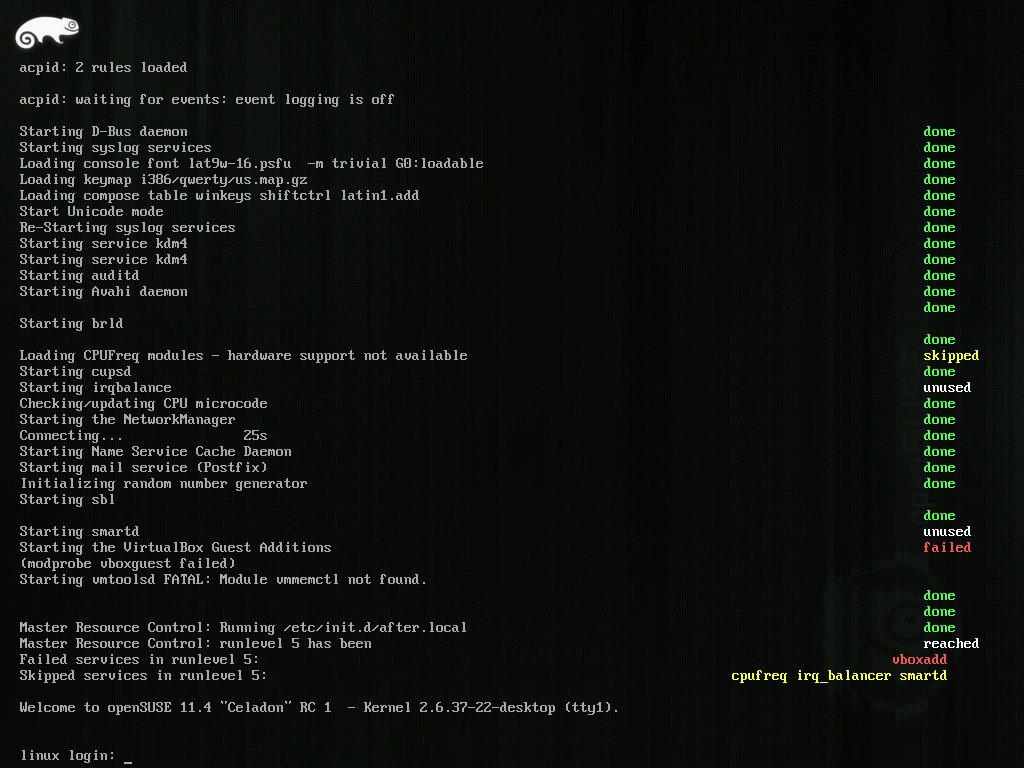 acpid: 2 rules loaded
acpid: waiting for events: event logging is off
Starting D-Bus daemon done
Starting syslog services done
Loading console font lat9w-16.psfu  -m trivial G0:loadable done
Loading keymap i386/qwerty/us.map.gz done
Loading compose table winkeys shiftctrl latin1.add done
Start Unicode mode done
Re-Starting syslog services done
Starting service kdm4 done
Starting service kdm4 done
Starting auditd done
Starting Avahi daemon done
done
Starting brld
done
Loading CPUFreq modules - hardware support not available skipped
Starting cupsd done
Starting irqbalance unused
Checking/updating CPU microcode done
Starting the NetworkManager done
Connecting... 25s done
Starting Name Service Cache Daemon done
Starting mail service (Postfix) done
Initializing random number generator done
Starting sbl
done
Starting smartd unused
Starting the VirtualBox Guest Additions failed
(modprobe vboxguest failed)
Starting vmtoolsd FATAL: Module vmmemctl not found.
done
done
Master Resource Control: Running /etc/init.d/after.local done
Master Resource Control: runlevel 5 has been reached
Failed services in runlevel 5: vboxadd
Skipped services in runlevel 5: cpufreq irq_balancer smartd
Welcome to openSUSE 11.4 "Celadon" RC 1  - Kernel 2.6.37-22-desktop (tty1).
linux login: _